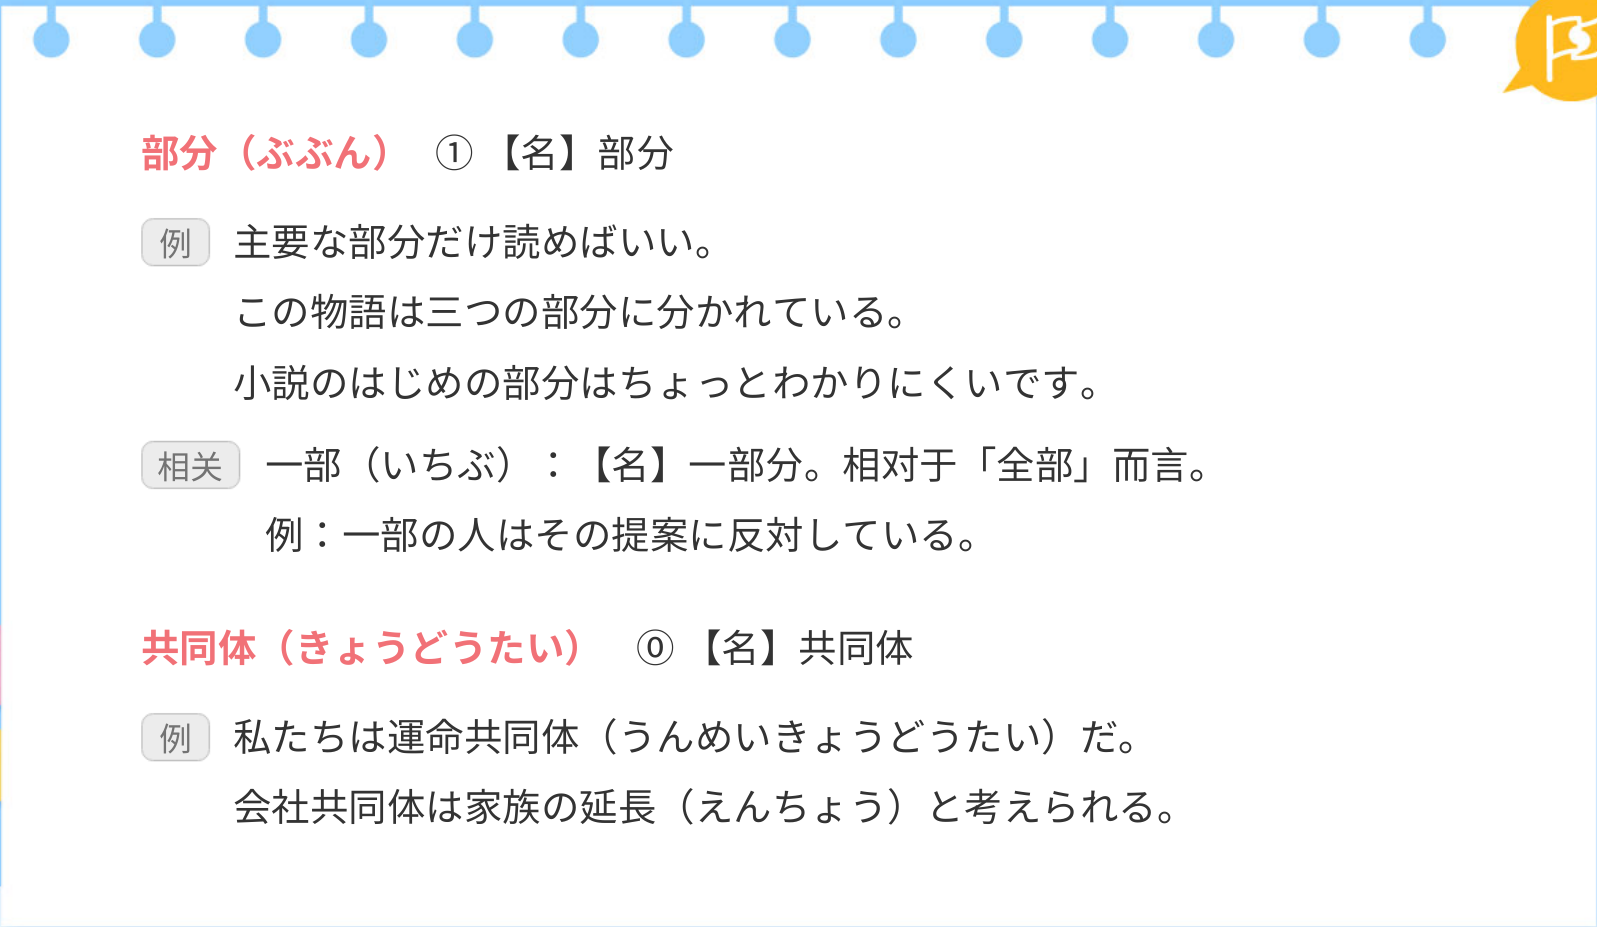 部分（ぶぶん） ① 【名】部分
例 主要な部分だけ読めばいい。
この物語は三つの部分に分かれている。
小説のはじめの部分はちょっとわかりにくいです。
相关 一部（いちぶ）：【名】一部分。相对于「全部」而言。
例：一部の人はその提案に反対している。
共同体（きょうどうたい） ⓪ 【名】共同体
例 私たちは運命共同体（うんめいきょうどうたい）だ。
会社共同体は家族の延長（えんちょう）と考えられる。